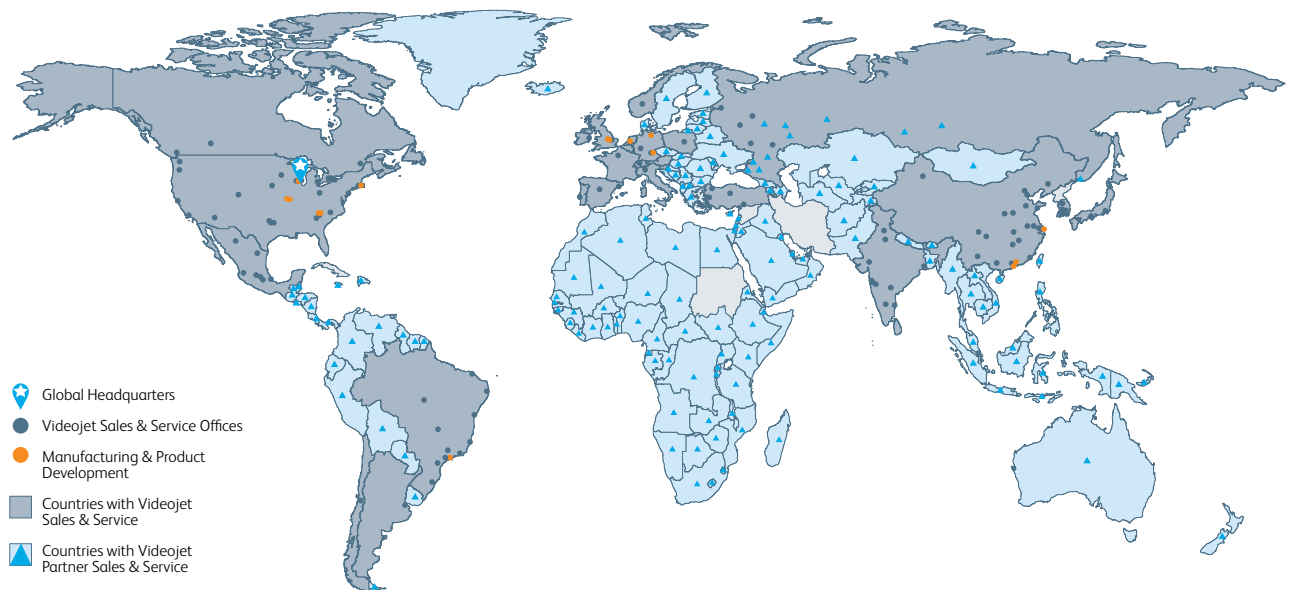 Global Headquarters
Videojet Sales & Service Offices
Manufacturing & Product
Development
Countries with Videojet
Sales & Service
Countries with Videojet
Partner Sales & Service